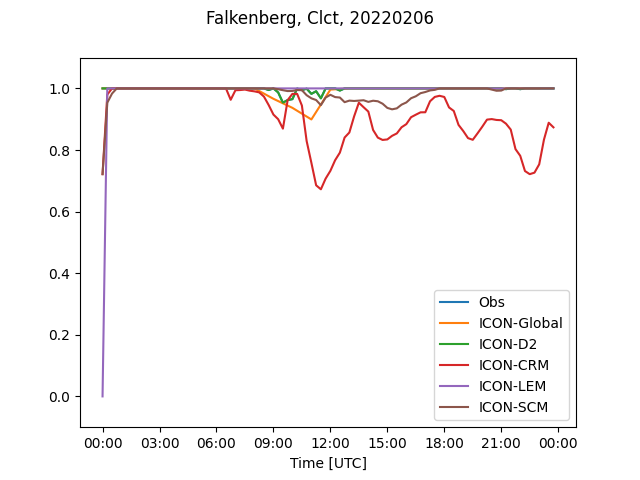 Falkenberg, Clct, 20220206
1.0
0.8
0.6
0.4
0.2
0.0
Obs
ICON-Global
ICON-D2
ICON-CRM
ICON-LEM
ICON-SCM
00:00 03:00 06:00 09:00 12:00 15:00 18:00 21:00 00:00
Time [UTC]